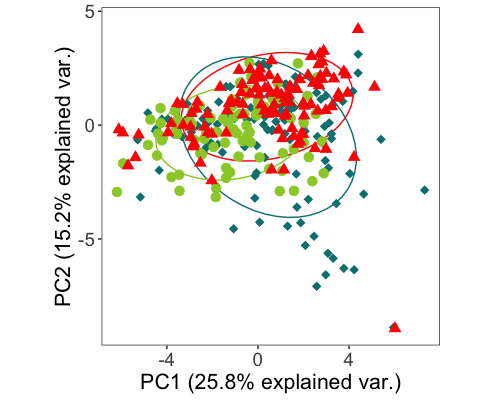 5
0
-5
PC2 (15.2% explained var.)
-4 0 4
PC1 (25.8% explained var.)